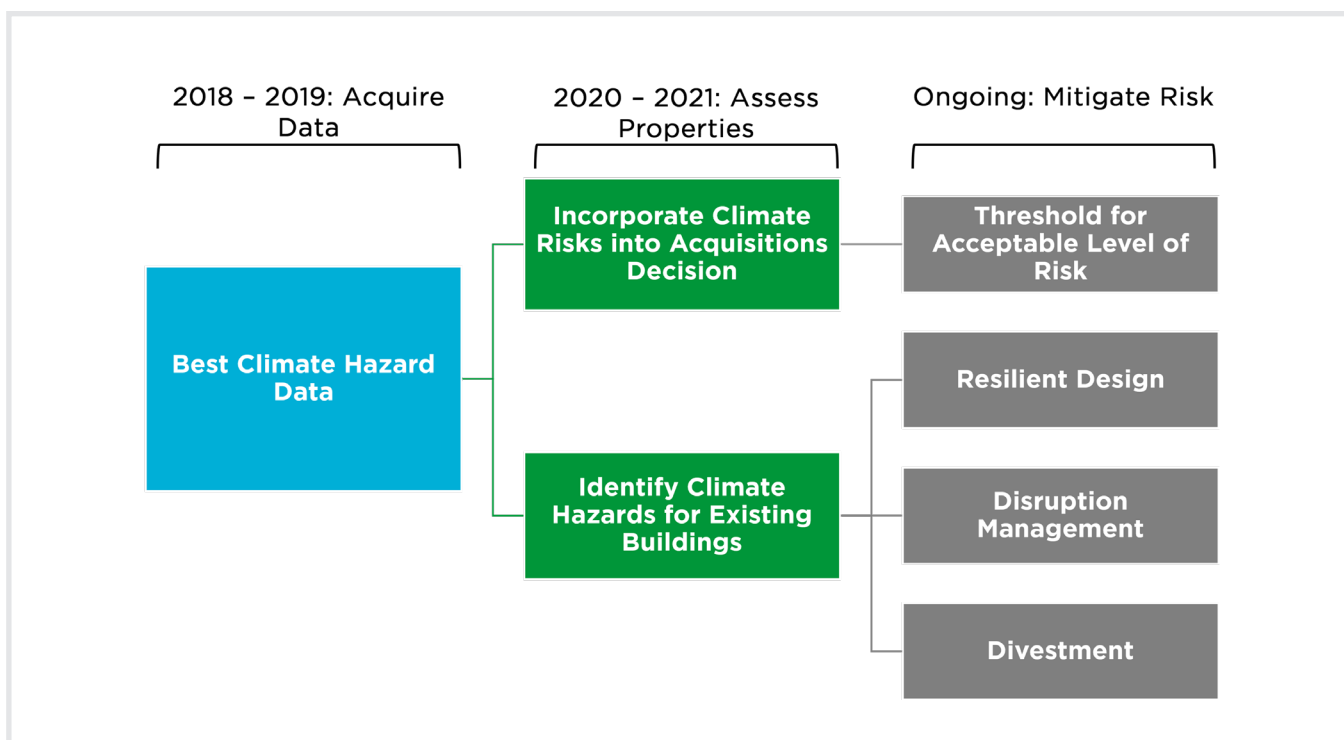 2018 – 2019: Acquire
Data
2020 – 2021: Assess
Properties
Ongoing: Mitigate Risk
Best Climate Hazard
Data
Incorporate Climate
Risks into Acquisitions
Decision
Identify Climate
Hazards for Existing
Buildings
Threshold for
Acceptable Level of
Risk
Resilient Design
Disruption
Management
Divestment